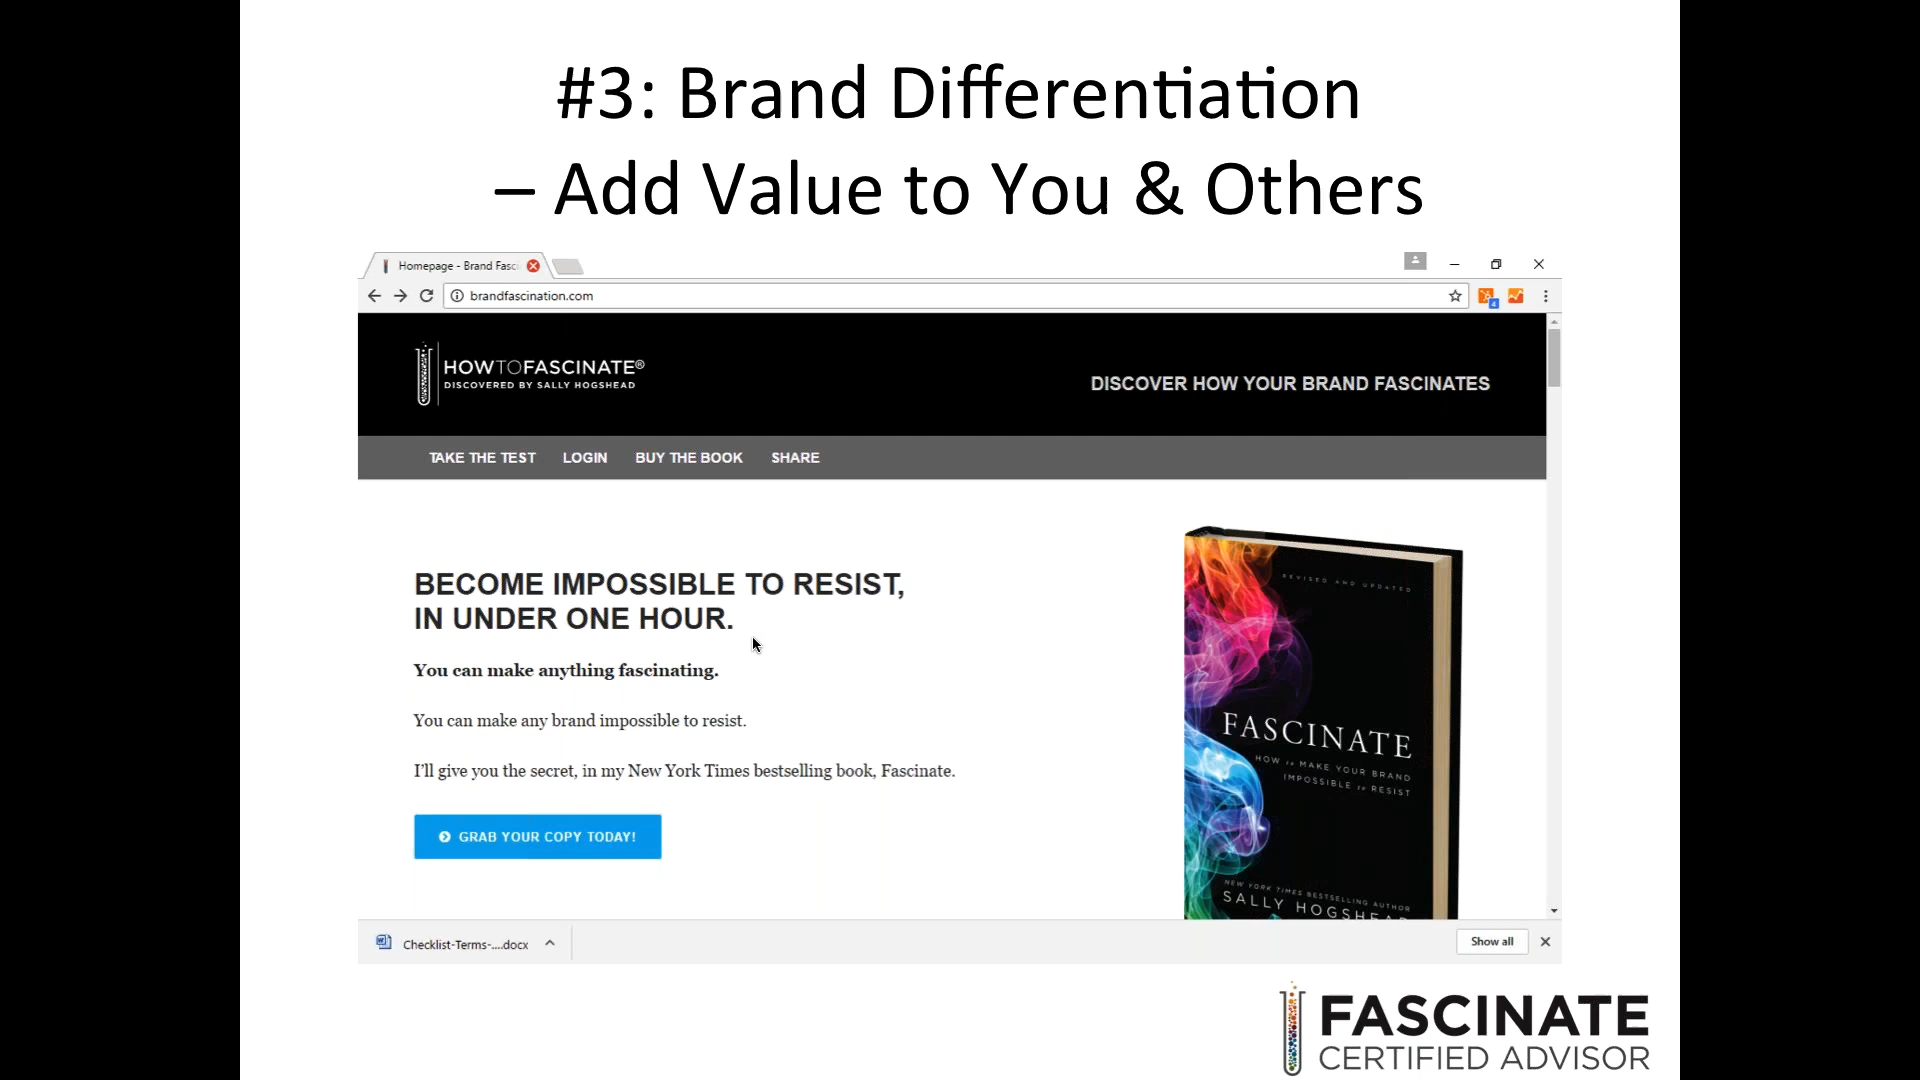 #3: Brand Differentiation
– Add Value to You & Others
Homepage - Brand Fasc
brandfascination.com
4
HOWTOFASCINATE®
DISCOVERED BY SALLY HOGSHEAD
DISCOVER HOW YOUR BRAND FASCINATES
TAKE THE TEST LOGIN BUY THE BOOK SHARE
BECOME IMPOSSIBLE TO RESIST,
IN UNDER ONE HOUR.
You can make anything fascinating.
You can make any brand impossible to resist.
I'll give you the secret, in my New York Times bestselling book, Fascinate.
GRAB YOUR COPY TODAY!
REVISED AND UPDATED
FASCINATE
HOW to MAKE YOUR BRAND
IMPOSSIBLE to RESIST
NEW YORK TIMES BESTSELLING AUTHOR
SALLY HOGSHEAD
Checklist-Terms-....docx
Show all
FASCINATE
CERTIFIED ADVISOR